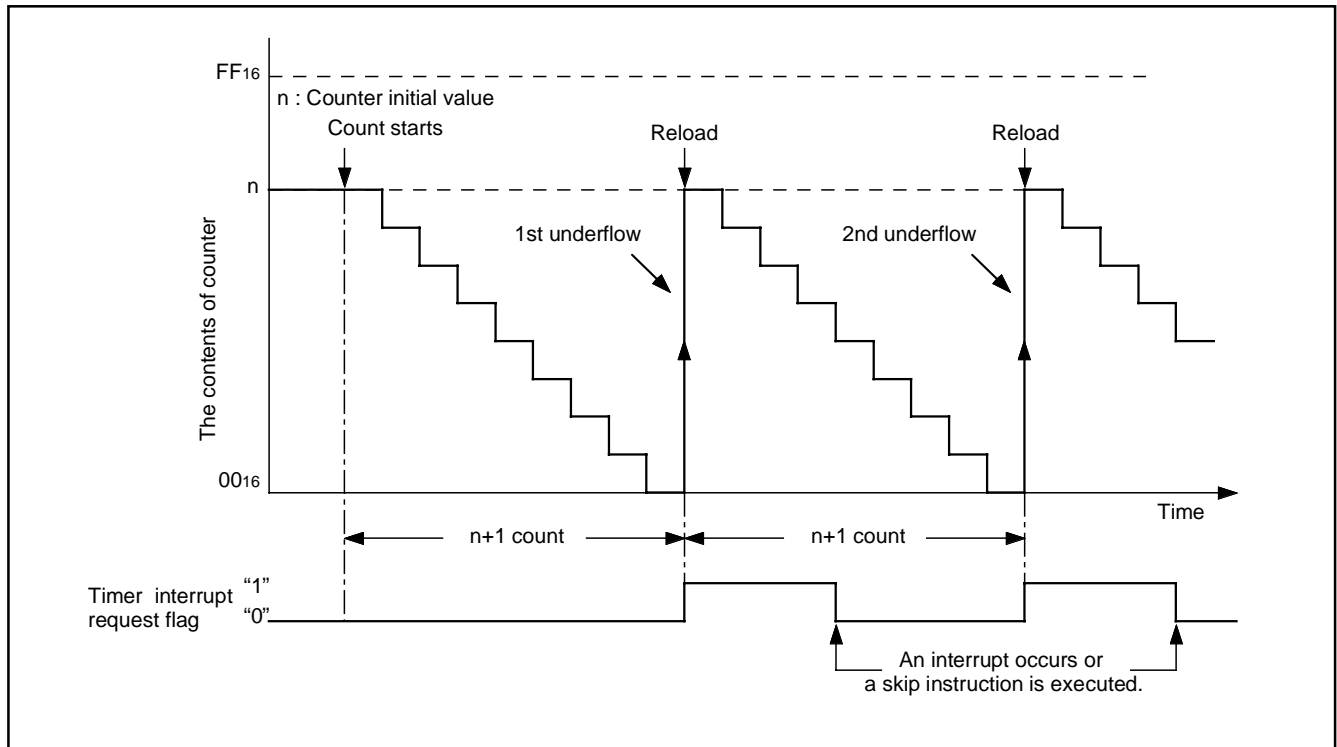 FF16
n : Counter initial value
Count starts
Reload
Reload
n
The contents of counter
1st underflow
2nd underflow
0016
Time
n+1 count
n+1 count
Timer interrupt
request flag
“1”
“0”
An interrupt occurs or
a skip instruction is executed.